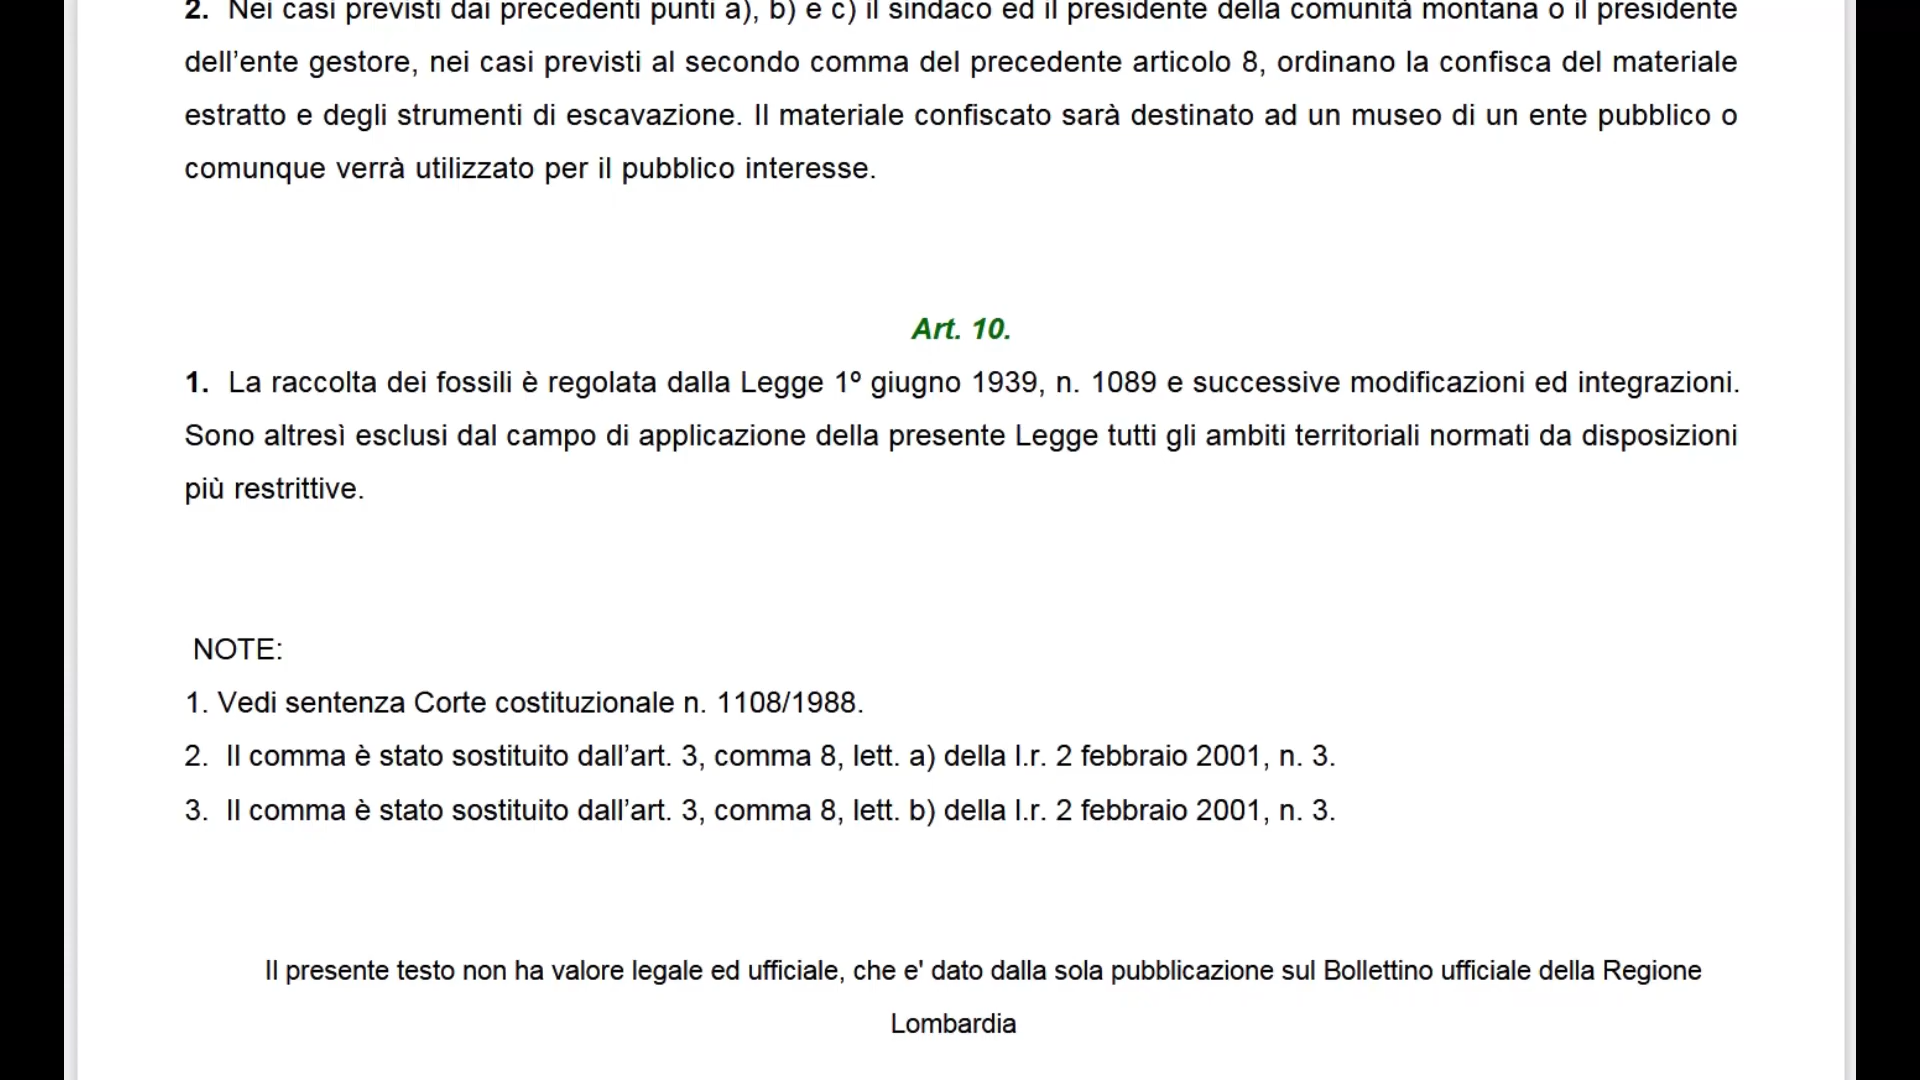 2. Nei casi previsti dai precedenti punti a), b) e c) il sindaco ed il presidente della comunità montana o il presidente
dell’ente gestore, nei casi previsti al secondo comma del precedente articolo 8, ordinano la confisca del materiale
estratto e degli strumenti di escavazione. Il materiale confiscato sarà destinato ad un museo di un ente pubblico o
comunque verrà utilizzato per il pubblico interesse.
Art. 10.
1. La raccolta dei fossili è regolata dalla Legge 1º giugno 1939, n. 1089 e successive modificazioni ed integrazioni.
Sono altresì esclusi dal campo di applicazione della presente Legge tutti gli ambiti territoriali normati da disposizioni
più restrittive.
NOTE:
1. Vedi sentenza Corte costituzionale n. 1108/1988.
2. Il comma è stato sostituito dall’art. 3, comma 8, lett. a) della l.r. 2 febbraio 2001, n. 3.
3. Il comma è stato sostituito dall’art. 3, comma 8, lett. b) della l.r. 2 febbraio 2001, n. 3.
Il presente testo non ha valore legale ed ufficiale, che e' dato dalla sola pubblicazione sul Bollettino ufficiale della Regione
Lombardia